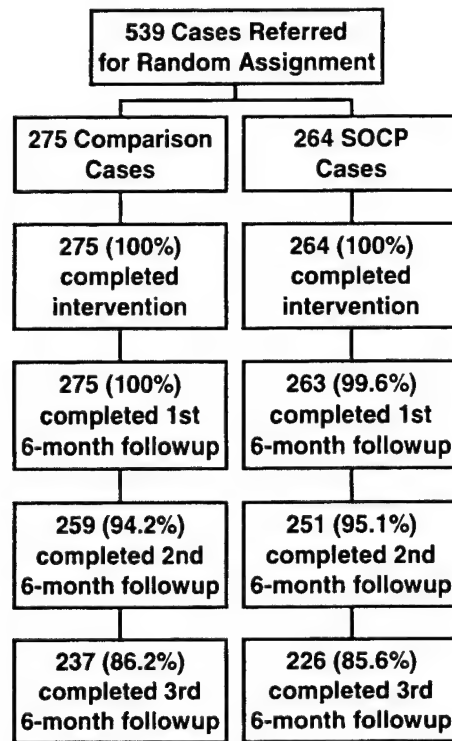 539 Cases Referred
for Random Assignment
275 Comparison
Cases
264 SOCP
Cases
275 (100%)
completed
intervention
264 (100%)
completed
intervention
275 (100%)
completed 1st
6-month followup
263 (99.6%)
completed 1st
6-month followup
259 (94.2%)
completed 2nd
6-month followup
251 (95.1%)
completed 2nd
6-month followup
237 (86.2%)
completed 3rd
6-month followup
226 (85.6%)
completed 3rd
6-month followup